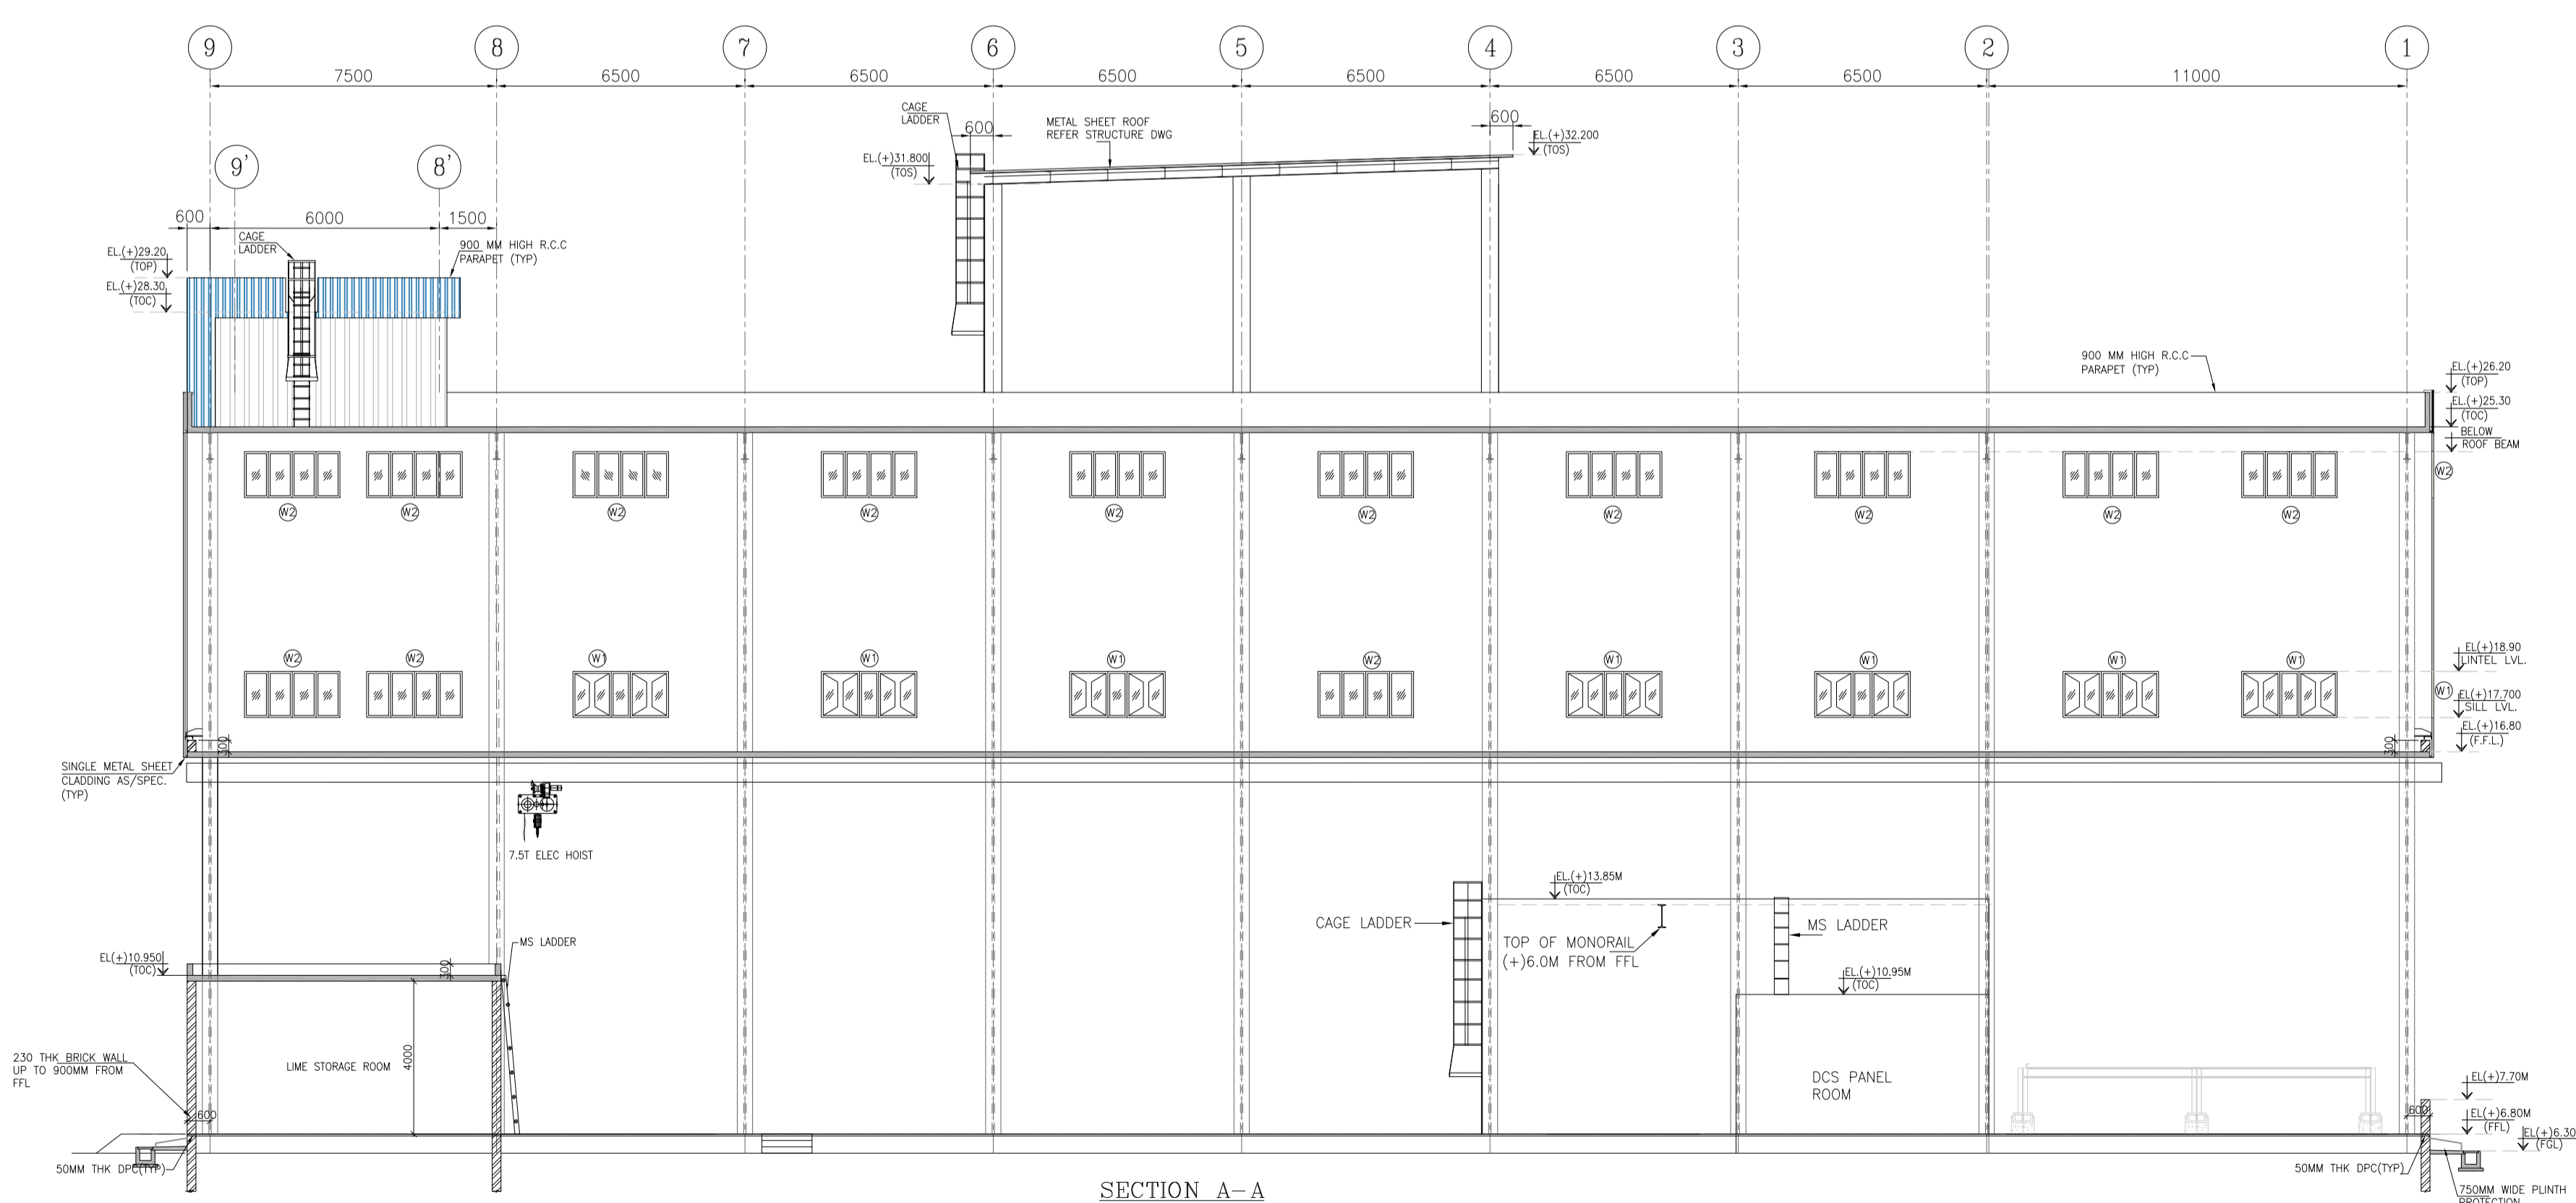 9
8
7
6
5
4
3
2
1
7500
6500
6500
6500
6500
6500
6500
11000
CAGE
LADDER
600
METAL SHEET ROOF
REFER STRUCTURE DWG
600
EL.(+)32.200
(TOS)
EL.(+)31.800
(TOS)
9'
8'
600
6000
1500
CAGE
LADDER
900 MM HIGH R.C.C
PARAPET (TYP)
EL.(+)29.20
(TOP)
EL.(+)28.30
(TOC)
900 MM HIGH R.C.C
PARAPET (TYP)
EL.(+)26.20
(TOP)
EL.(+)25.30
(TOC)
BELOW
ROOF BEAM
W2
W2
W2
W2
W2
W2
W2
W2
W2
W2
W2
W2
W2
W1
W1
W1
W2
W1
W1
W1
W1
W1
EL(+)18.90
LINTEL LVL.
EL(+)17.700
SILL LVL.
EL.(+)16.80
(F.F.L.)
300
300
SINGLE METAL SHEET
CLADDING AS/SPEC.
(TYP)
7.5T ELEC HOIST
EL.(+)13.85M
(TOC)
CAGE LADDER
TOP OF MONORAIL
(+)6.0M FROM FFL
MS LADDER
MS LADDER
EL(+)10.950
(TOC)
300
EL.(+)10.95M
(TOC)
230 THK BRICK WALL
UP TO 900MM FROM
FFL
LIME STORAGE ROOM
4000
DCS PANEL
ROOM
600
600
EL(+)7.70M
EL(+)6.80M
(FFL)
EL(+)6.30
(FGL)
50MM THK DPC(TYP)
50MM THK DPC(TYP)
750MM WIDE PLINTH
PROTECTION
SECTION A-A